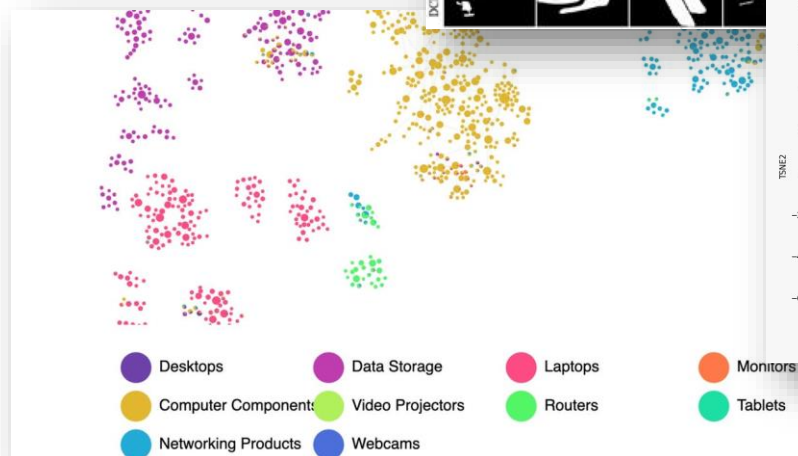 TSNE2
Desktops Data Storage Laptops Monitors
Computer Components Video Projectors Routers Tablets
Networking Products Webcams